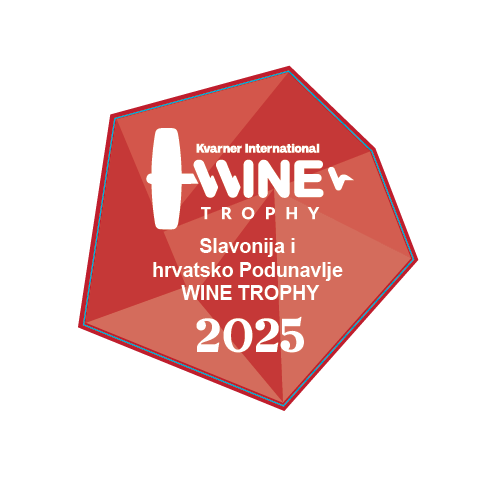 Kvarner International
WINE
TROPHY
Slavonija i
hrvatsko Podunavlje
WINE TROPHY
2025